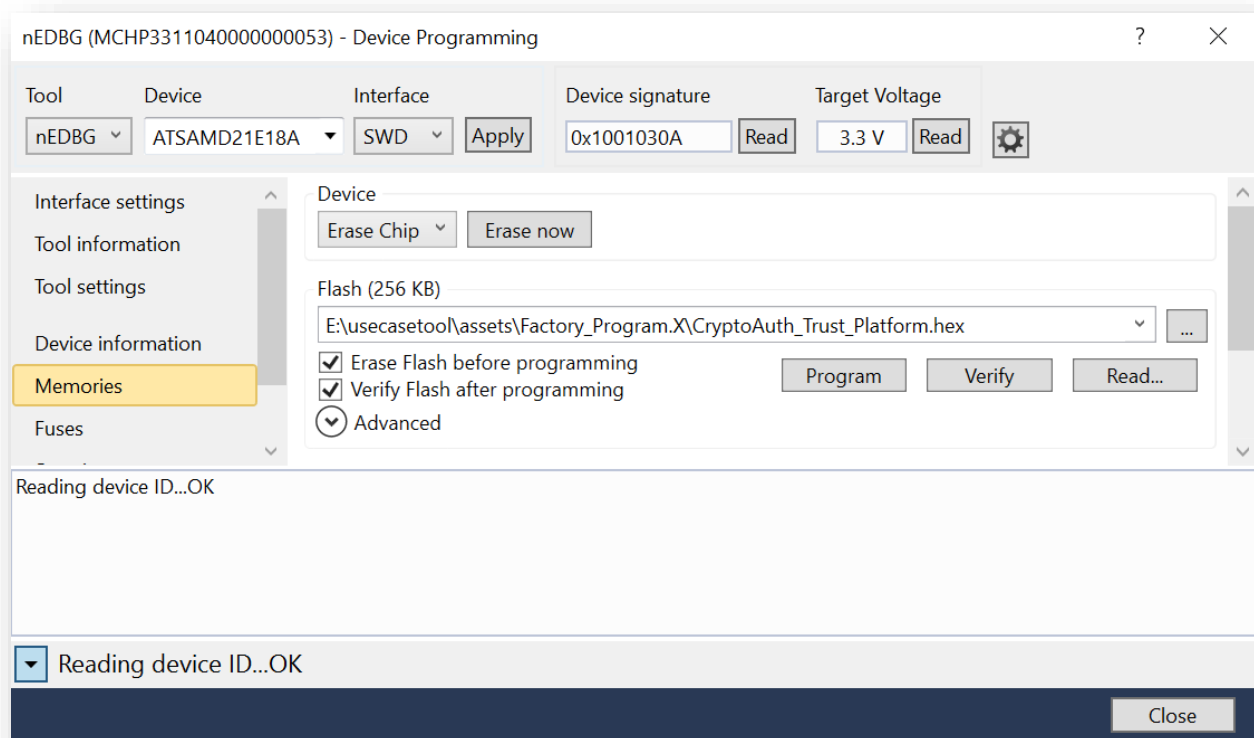 nEDBG (MCHP3311040000000053) - Device Programming
? ×
Tool Device Interface Device signature Target Voltage
nEDBG ATSAMD21E18A SWD Apply 0x1001030A Read 3.3 V Read
Interface settings
Tool information
Tool settings
Device information
Memories
Fuses
Device
Erase Chip Erase now
Flash (256 KB)
E:\usecasetool\assets\Factory_Program.X\CryptoAuth_Trust_Platform.hex ...
Erase Flash before programming
Verify Flash after programming
Program Verify Read...
Advanced
Reading device ID...OK
Reading device ID...OK
Close